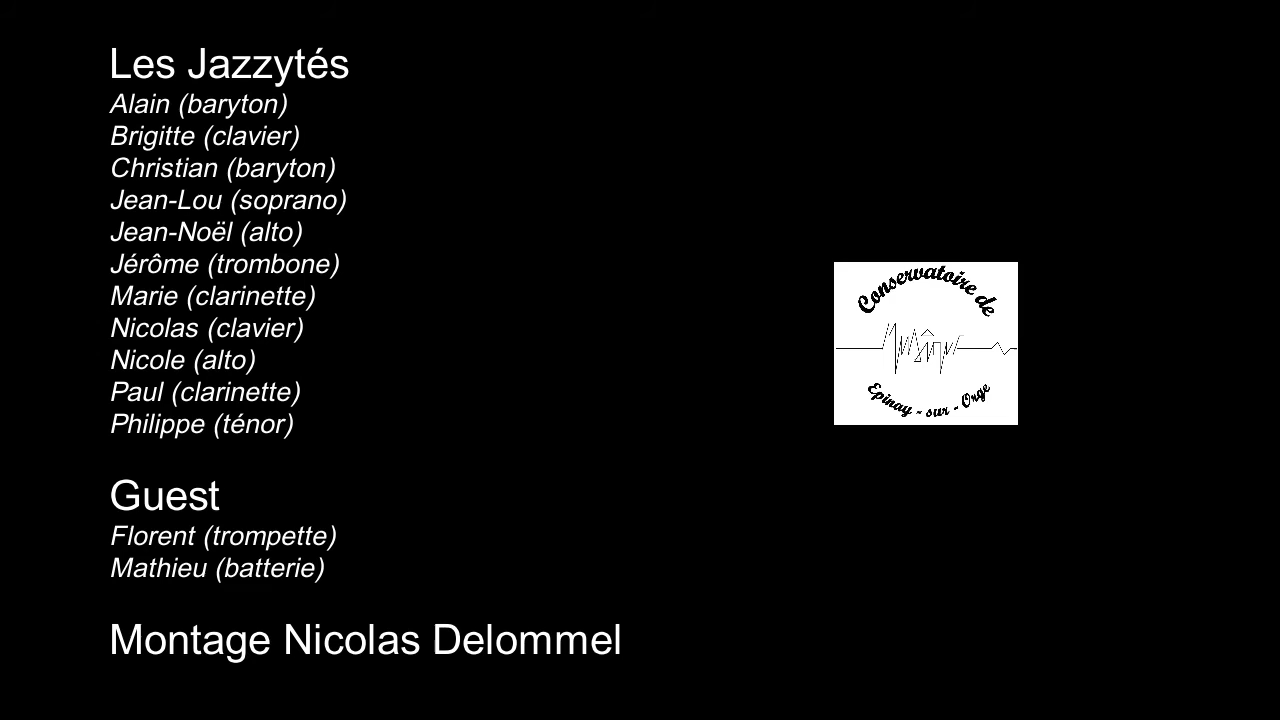 Les Jazzytés
Alain (baryton)
Brigitte (clavier)
Christian (baryton)
Jean-Lou (soprano)
Jean-Noël (alto)
Jérôme (trombone)
Marie (clarinette)
Nicolas (clavier)
Nicole (alto)
Paul (clarinette)
Philippe (ténor)
Guest
Florent (trompette)
Mathieu (batterie)
Montage Nicolas Delommel
Conservatoire de
Epinay - sur - Orge